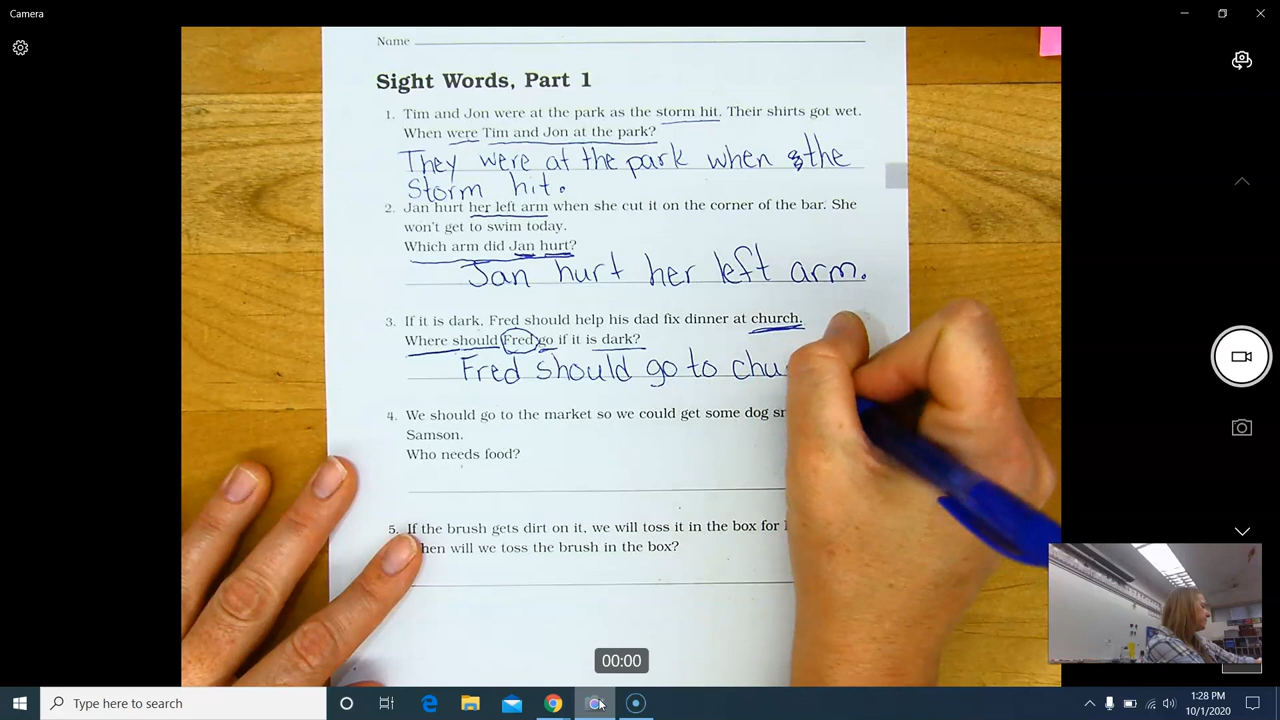 Camera
Name
Sight Words, Part 1
1. Tim and Jon were at the park as the storm hit. Their shirts got wet.
When were Tim and Jon at the park?
They were at the park when the
Storm hit.
2. Jan hurt her left arm when she cut it on the corner of the bar. She
won't get to swim today.
Which arm did Jan hurt?
Jan hurt her left arm.
3. If it is dark, Fred should help his dad fix dinner at church.
Where should Fred go if it is dark?
Fred should go to chu
4. We should go to the market so we could get some dog
Samson.
Who needs food?
5. If the brush gets dirt on it, we will toss it in the box for
hen will we toss the brush in the box?
00:00
Type here to search
1:28 PM
10/1/2020